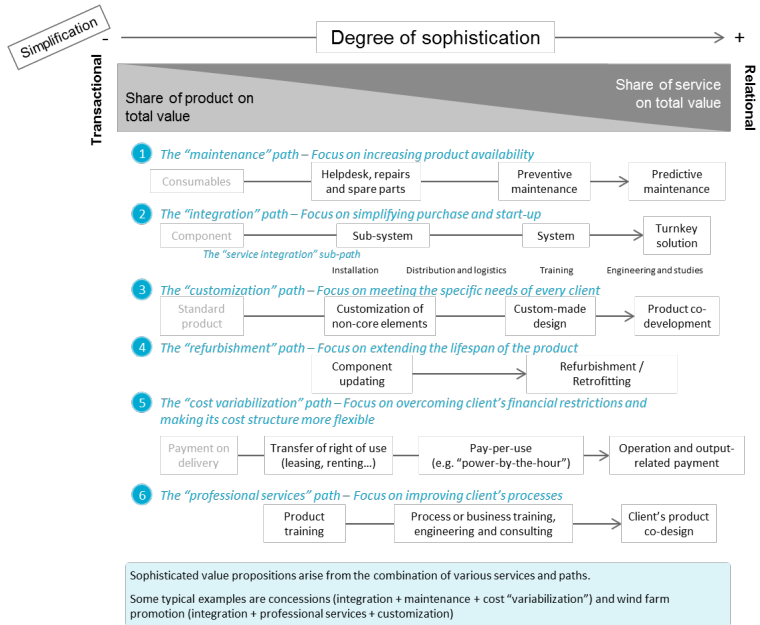 Simplification
- Degree of sophistication +
Transactional
Relational
Share of product on
total value
Share of service
on total value
1 The "maintenance" path – Focus on increasing product availability
Consumables
Helpdesk, repairs
and spare parts
Preventive
maintenance
Predictive
maintenance
2 The "integration" path – Focus on simplifying purchase and start-up
Component
Sub-system
System
Turnkey
solution
The "service integration" sub-path
Installation
Distribution and logistics
Training
Engineering and studies
3 The "customization" path – Focus on meeting the specific needs of every client
Standard
product
Customization of
non-core elements
Custom-made
design
Product co-
development
4 The "refurbishment" path – Focus on extending the lifespan of the product
Component
updating
Refurbishment /
Retrofitting
5 The "cost variabilization" path – Focus on overcoming client's financial restrictions and
making its cost structure more flexible
Payment on
delivery
Transfer of right of use
(leasing, renting...)
Pay-per-use
(e.g. "power-by-the-hour")
Operation and output-
related payment
6 The "professional services" path – Focus on improving client's processes
Product
training
Process or business training,
engineering and consulting
Client's product
co-design
Sophisticated value propositions arise from the combination of various services and paths.
Some typical examples are concessions (integration + maintenance + cost "variabilization") and wind farm
promotion (integration + professional services + customization)